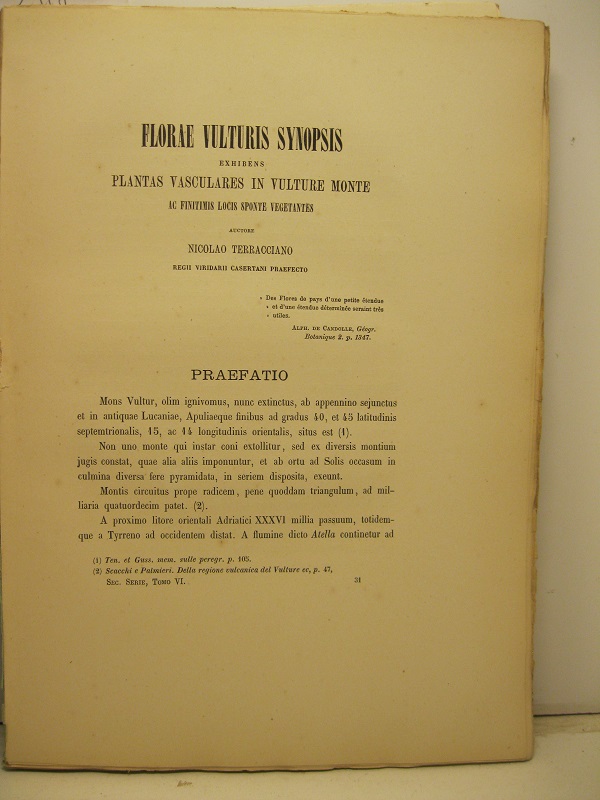 FLORAE VULTURIS SYNOPSIS
EXHIBENS
PLANTAS VASCULARES IN VULTURE MONTE
AC FINITIMIS LOCIS SPONTE VEGETANTES
AUCTORE
NICOLAO TERRACCIANO
REGII VIRIDARII CASERTANI PRAEFECTO
« Des Flores de pays d'une petite étendue
« et d'une étendue déterminée seraint très
« utiles.
ALPH. DE CANDOLLE, Géogr.
Botanique 2. p. 1347.
PRAEFATIO
Mons Vultur, olim ignivomus, nunc extinctus, ab appennino sejunctus
et in antiquae Lucaniae, Apuliaeque finibus ad gradus 40, et 45 latitudinis
septemtrionalis, 15, ac 14 longitudinis orientalis, situs est (1).
Non uno monte qui instar coni extollitur, sed ex diversis montium
jugis constat, quae alia aliis imponuntur, et ab ortu ad Solis occasum in
culmina diversa fere pyramidata, in seriem disposita, exeunt.
Montis circuitus prope radicem, pene quoddam triangulum, ad mil-
liaria quatuordecim patet. (2).
A proximo litore orientali Adriatici XXXVI millia passuum, totidem-
que a Tyrreno ad occidentem distat. A flumine dicto Atella continetur ad
(1) Ten. et Guss. mem. sulle peregr. p. 105.
(2) Scacchi e Palmieri. Della regione vulcanica del Vulture ec, p. 47,
SEC. SERIE, TOMO VI.
31